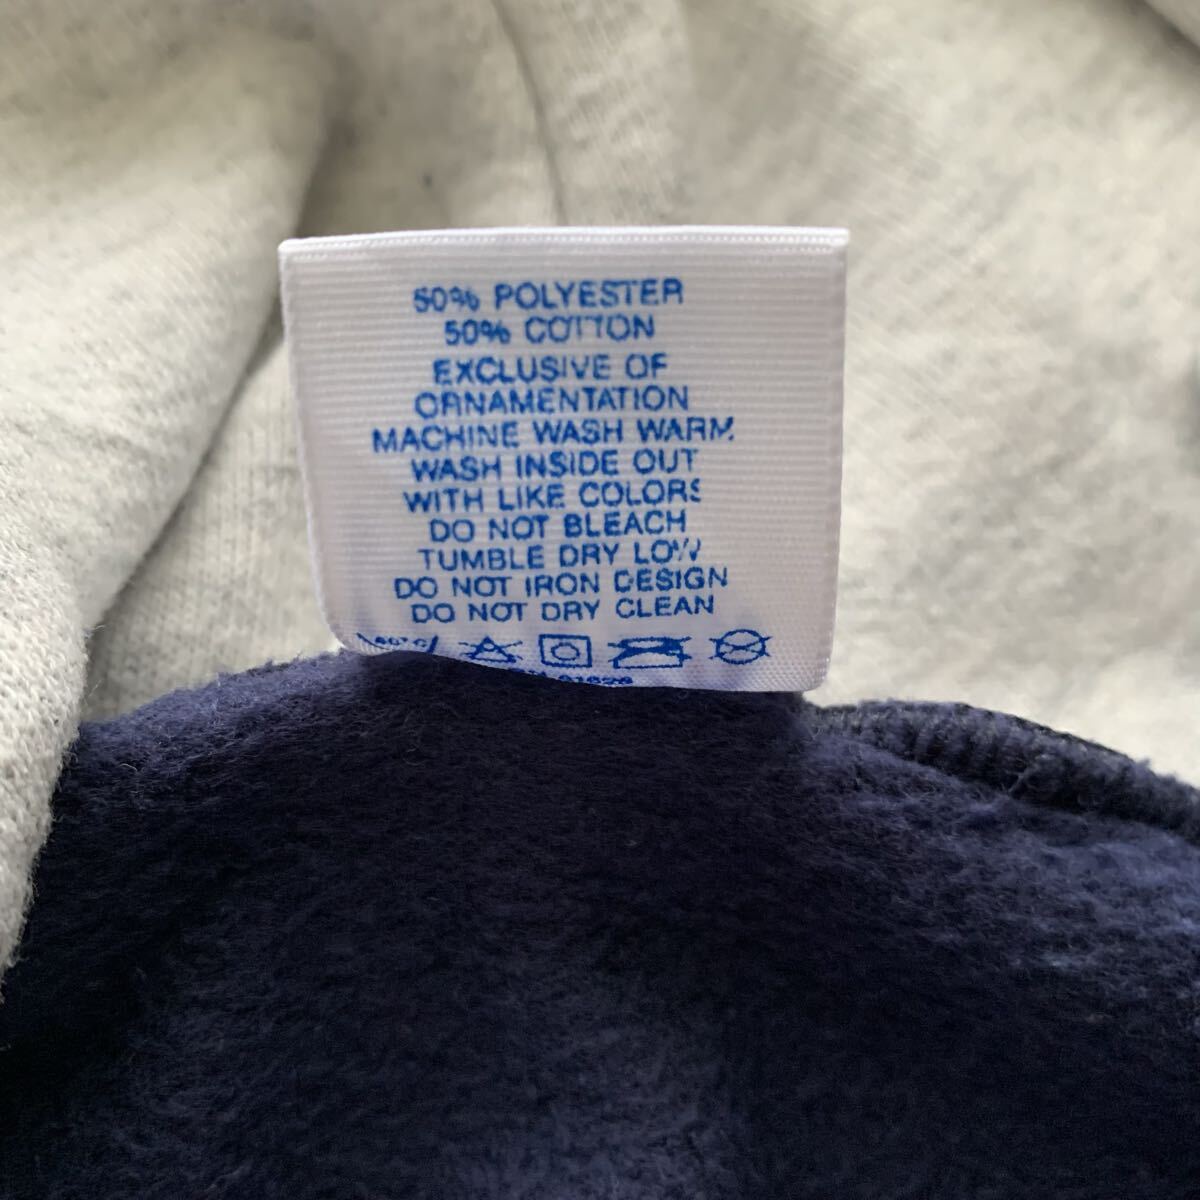 50% POLYESTER
50% COTTON
EXCLUSIVE OF
ORNAMENTATION
MACHINE WASH WARM
WASH INSIDE OUT
WITH LIKE COLORS
DO NOT BLEACH
TUMBLE DRY LOW
DO NOT IRON DESIGN
DO NOT DRY CLEAN